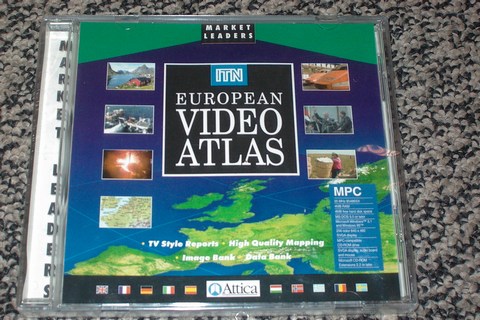 MARKET
LEADERS
MARKET LEADERS
ITN
EUROPEAN
VIDEO
ATLAS
MPC
• TV Style Reports • High Quality Mapping
• Image Bank • Data Bank
Attica